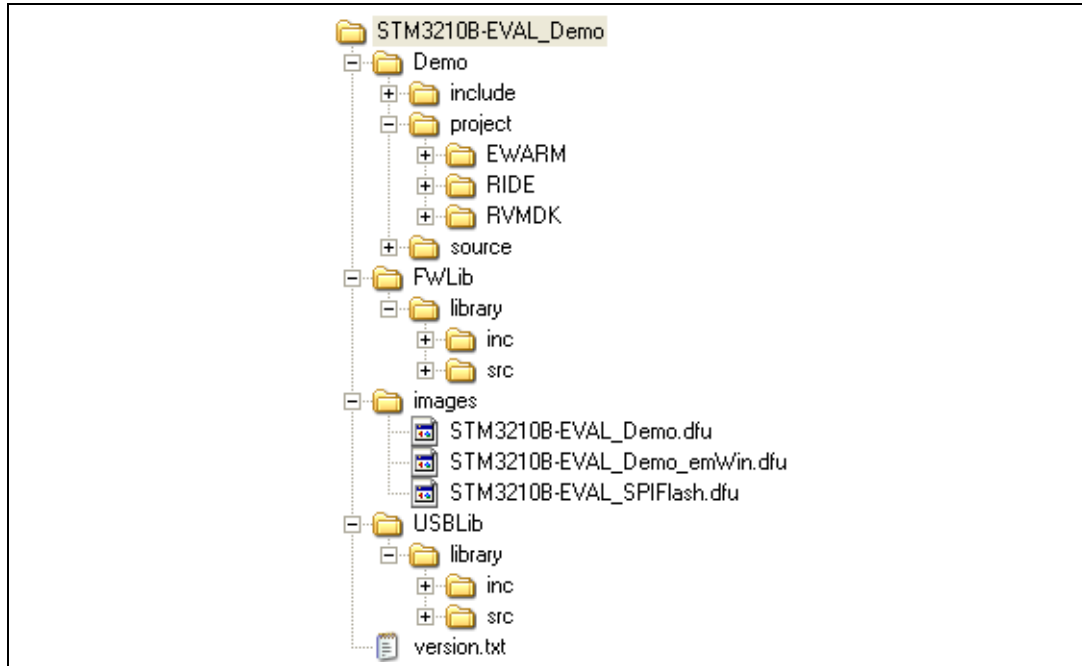 STM3210B-EVAL_Demo
Demo
include
project
EWARM
RIDE
RVMDK
source
FWLib
library
inc
src
images
STM3210B-EVAL_Demo.dfu
STM3210B-EVAL_Demo_emWin.dfu
STM3210B-EVAL_SPIFlash.dfu
USBLib
library
inc
src
version.txt